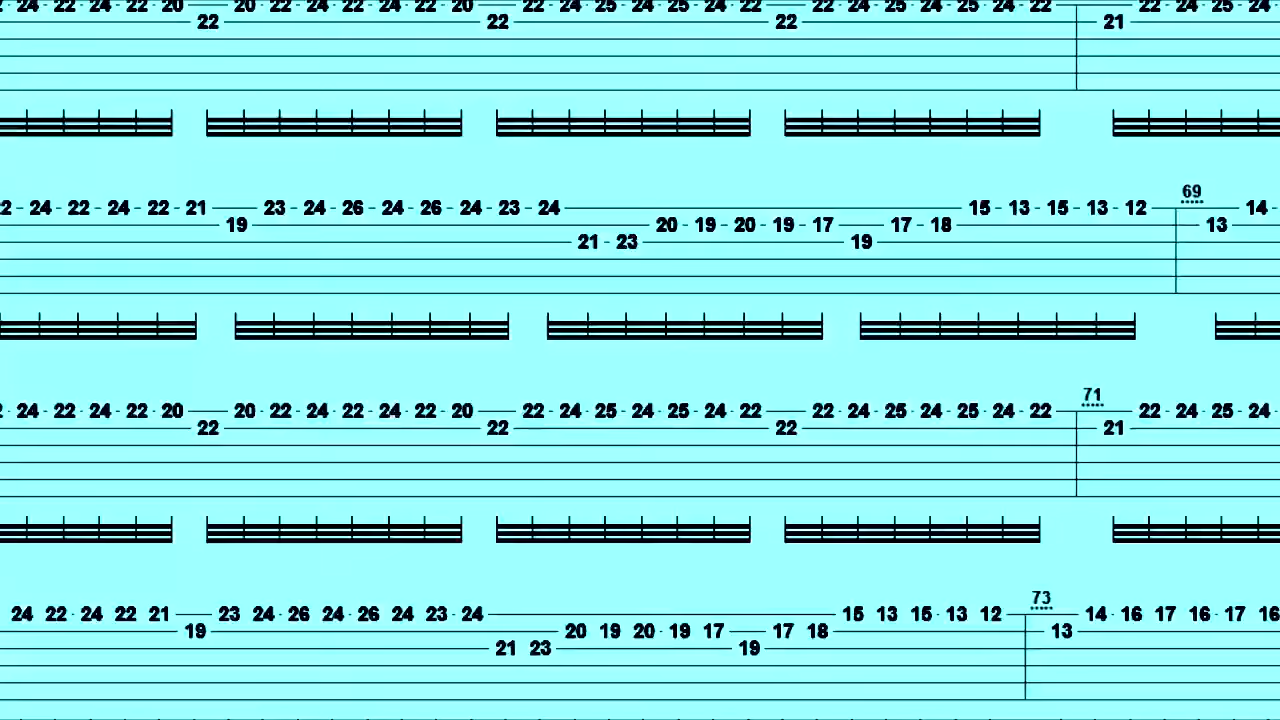 24 - 22 - 24 - 22 - 20 20 - 22 - 24 - 22 - 24 - 22 - 20 22 - 24 - 25 - 24 - 25 - 24 - 22 22 - 24 - 25 - 24 - 25 - 24 - 22 22 - 24 - 25 - 24
22 22 22 21
69
24 - 22 - 24 - 22 - 21 23 - 24 - 26 - 24 - 26 - 24 - 23 - 24 15 - 13 - 15 - 13 - 12 14 -
19 20 - 19 - 20 - 19 - 17 17 - 18 13
21 - 23 19
71
24 - 22 - 24 - 22 - 20 20 - 22 - 24 - 22 - 24 - 22 - 20 22 - 24 - 25 - 24 - 25 - 24 - 22 22 - 24 - 25 - 24 - 25 - 24 - 22 22 - 24 - 25 - 24
22 22 22 21
73
24 22 - 24 22 - 21 23 - 24 - 26 - 24 - 26 - 24 - 23 - 24 15 - 13 - 15 - 13 - 12 14 - 16 - 17 - 16 - 17 - 16
19 20 19 20 - 19 - 17 17 - 18 13
21 23 19